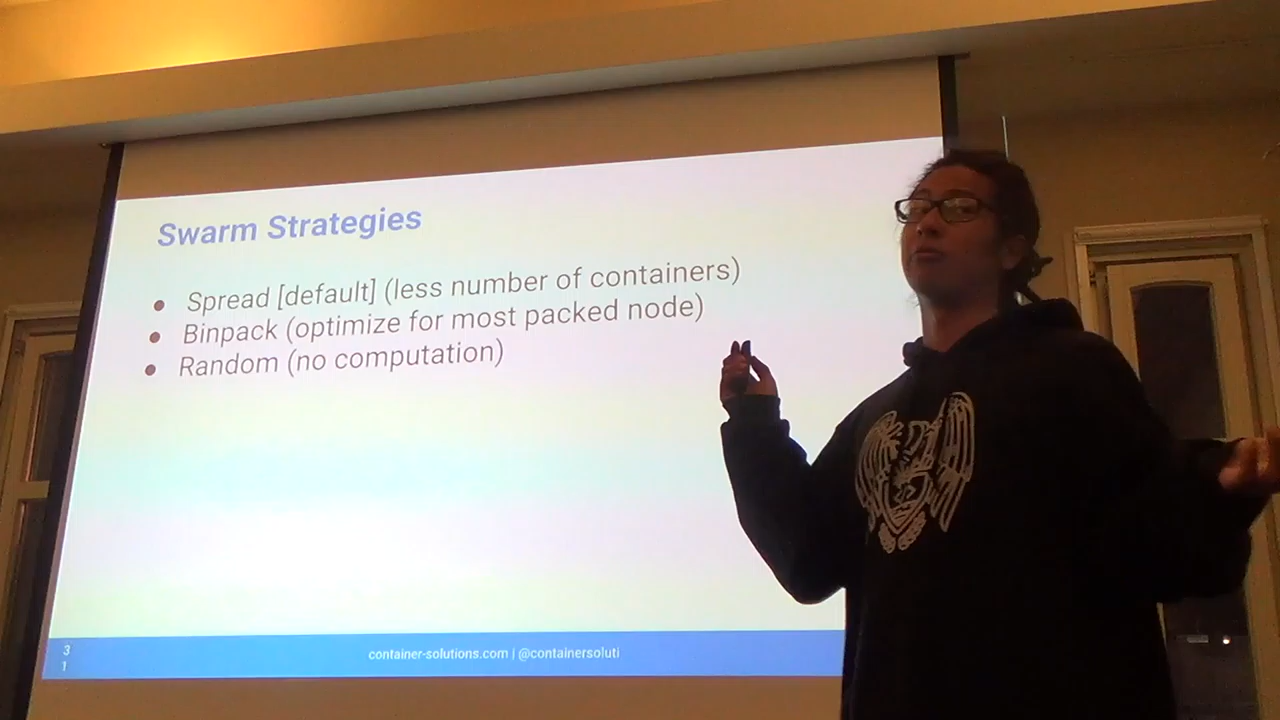 Swarm Strategies
● Spread [default] (less number of containers)
● Binpack (optimize for most packed node)
● Random (no computation)
3
1
container-solutions.com | @containersoluti